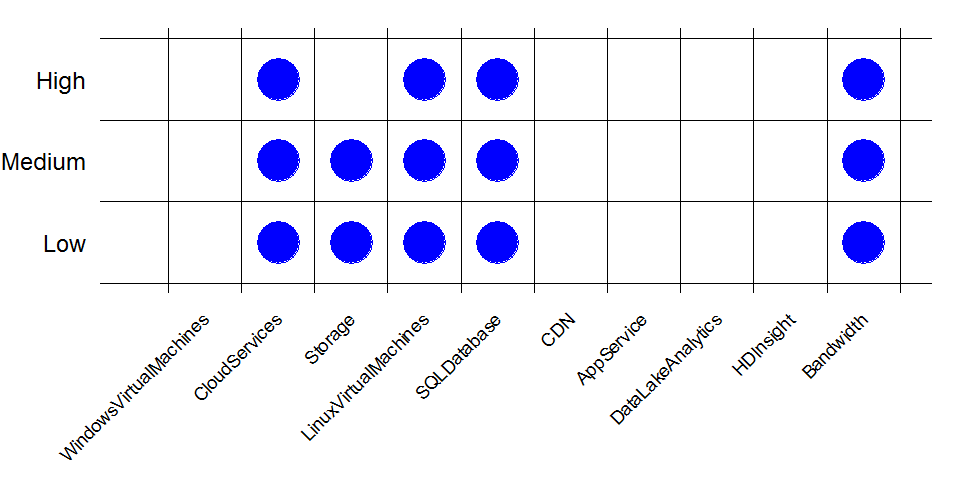 High
Medium
Low
WindowsVirtualMachines
CloudServices
Storage
LinuxVirtualMachines
SQLDatabase
CDN
AppService
DataLakeAnalytics
HDInsight
Bandwidth